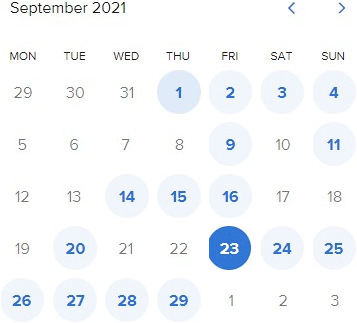 September 2021
MON TUE WED THU FRI SAT SUN
29 30 31 1 2 3 4
5 6 7 8 9 10 11
12 13 14 15 16 17 18
19 20 21 22 23 24 25
26 27 28 29 1 2 3